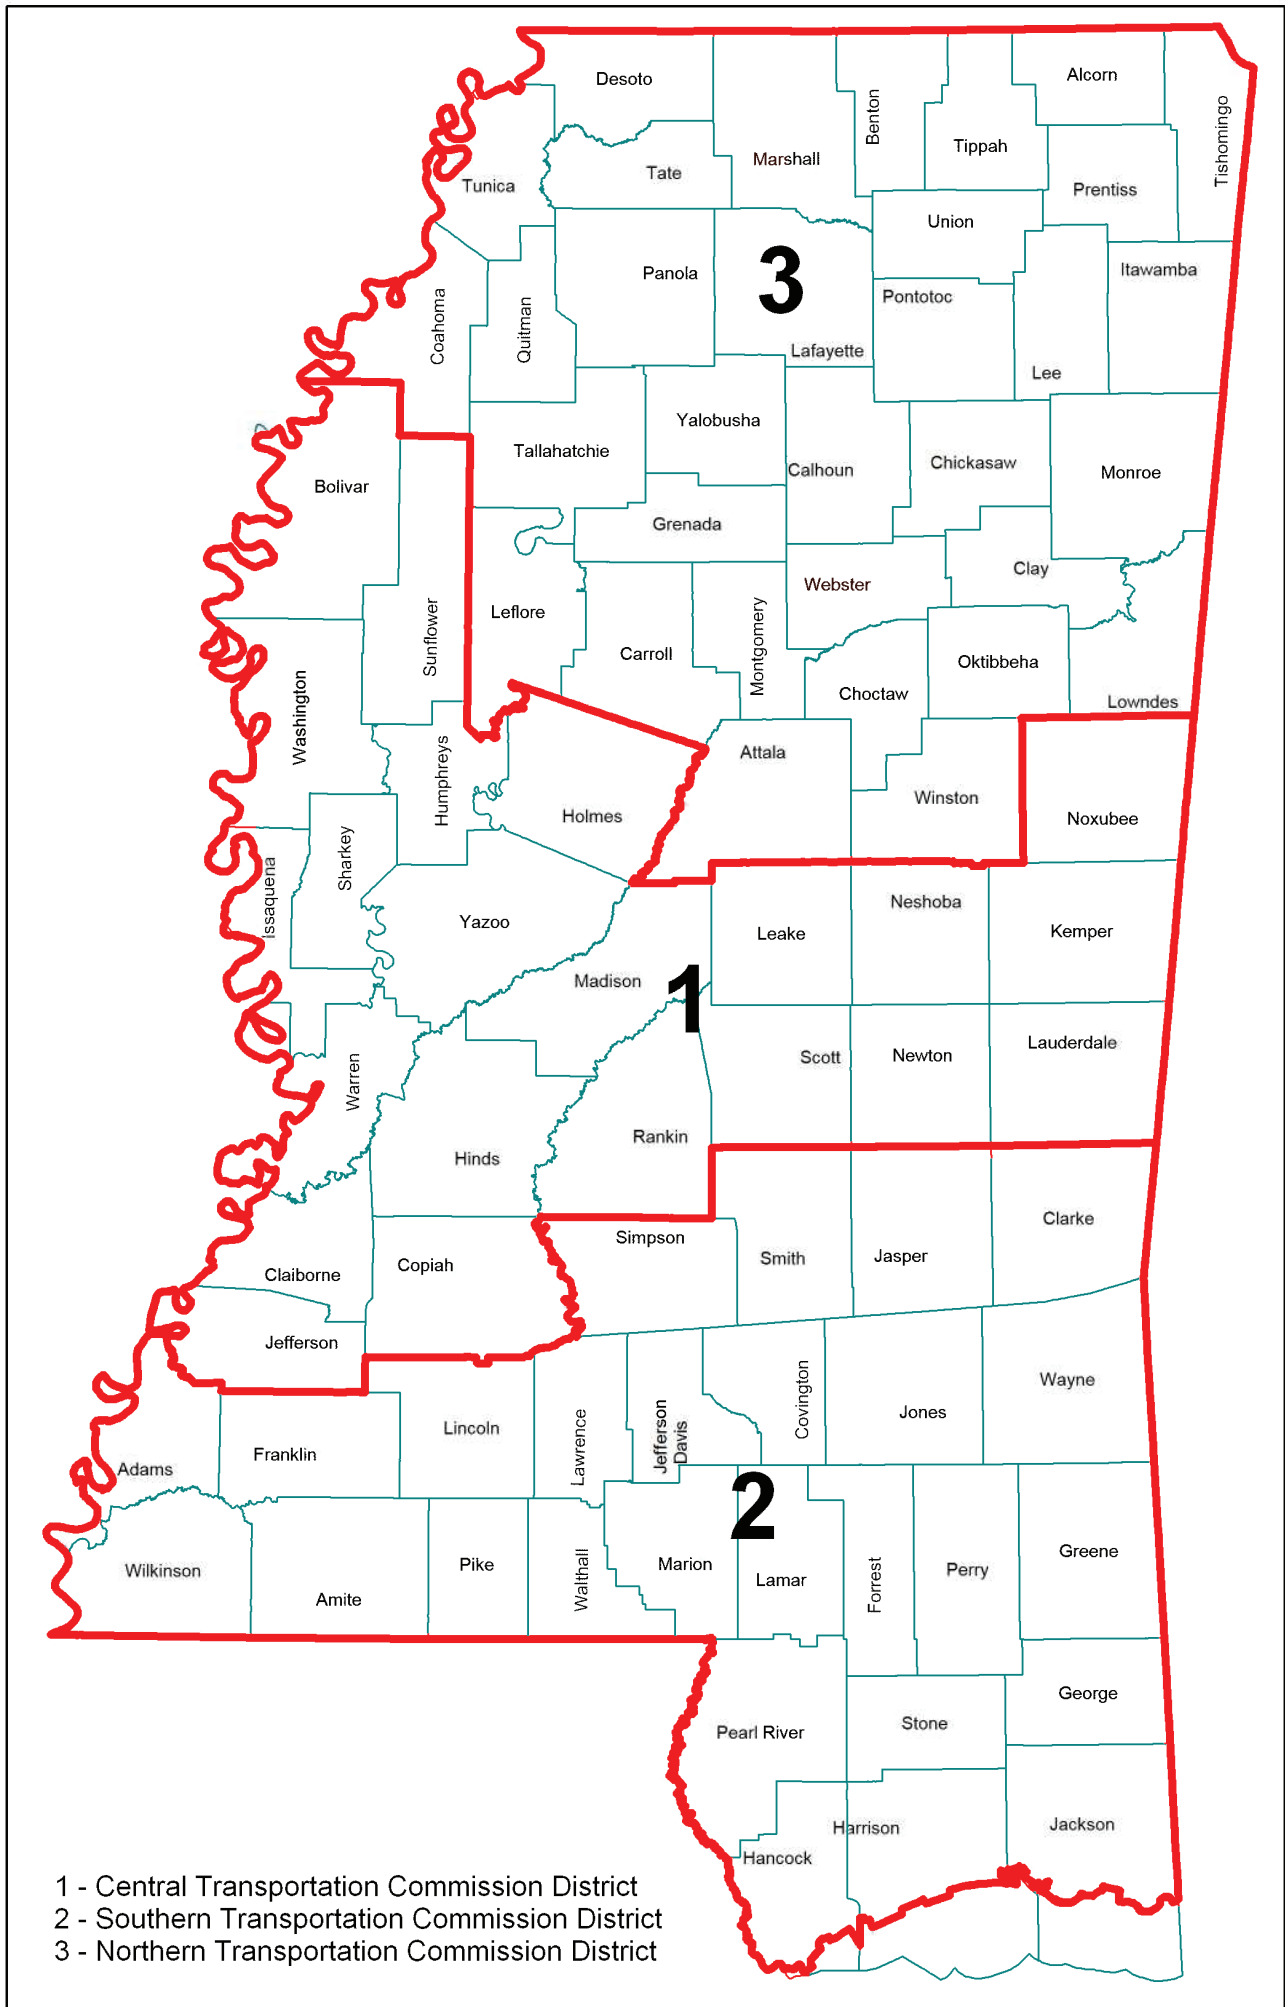 Desoto
Alcorn
Benton
Tishomingo
Tippah
Marshall
Tate
Tunica
Prentiss
Union
Panola
3
Itawamba
Pontotoc
Coahoma
Quitman
Lafayette
Lee
Yalobusha
Tallahatchie
Calhoun
Chickasaw
Monroe
Bolivar
Grenada
Clay
Webster
Leflore
Sunflower
Montgomery
Carroll
Oktibbeha
Choctaw
Lowndes
Washington
Attala
Humphreys
Winston
Holmes
Noxubee
Sharkey
Issaquena
Neshoba
Yazoo
Leake
Kemper
Madison
1
Lauderdale
Scott
Newton
Warren
Rankin
Hinds
Clarke
Simpson
Smith
Jasper
Copiah
Claiborne
Jefferson
Wayne
Covington
Jones
Lincoln
Lawrence
Jefferson
Davis
Franklin
Adams
2
Greene
Pike
Marion
Wilkinson
Perry
Walthall
Lamar
Forrest
Amite
George
Stone
Pearl River
Jackson
Harrison
Hancock
1 - Central Transportation Commission District
2 - Southern Transportation Commission District
3 - Northern Transportation Commission District